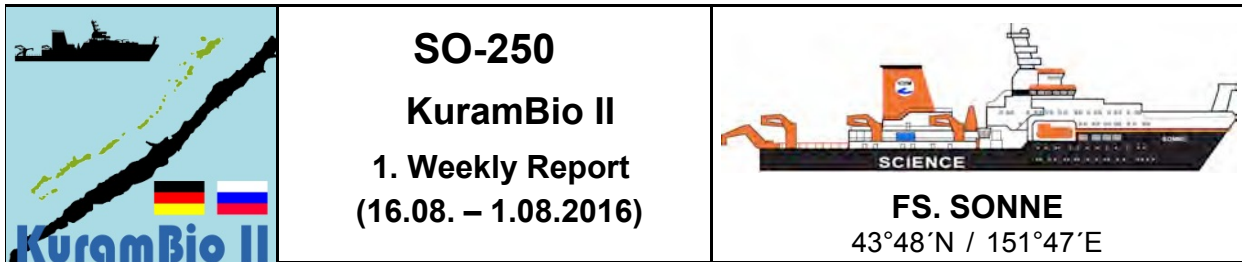 KuramBio II
SO-250
KuramBio II
1. Weekly Report
(16.08. – 1.08.2016)
SCIENCE
SONNE
FS. SONNE
43°48´N / 151°47´E